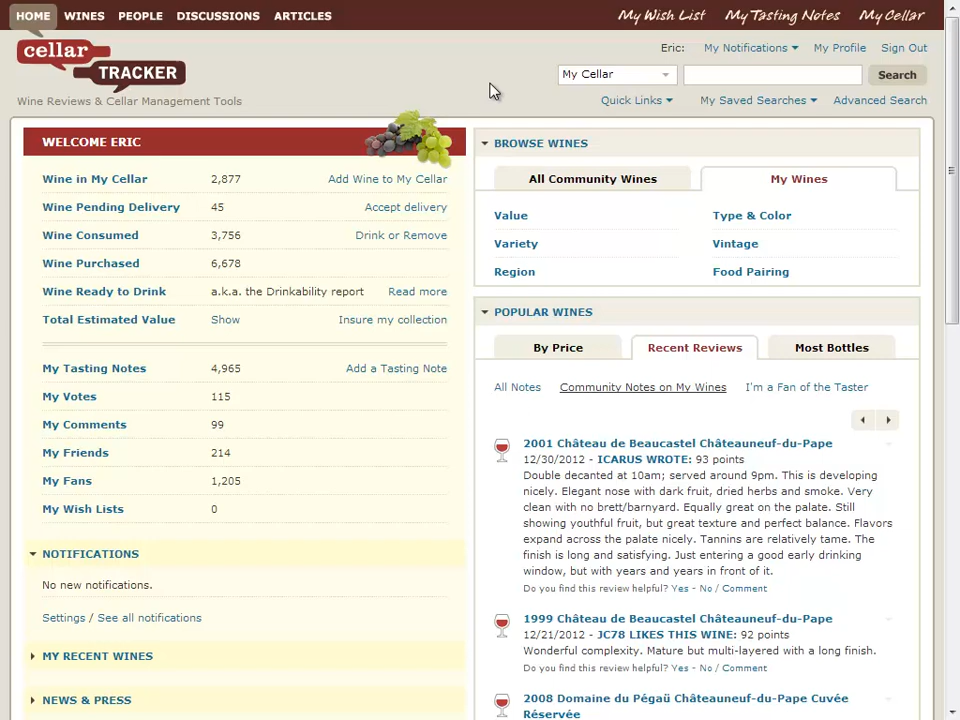 HOME WINES PEOPLE DISCUSSIONS ARTICLES My Wish List My Tasting Notes My Cellar
Eric: My Notifications My Profile Sign Out
cellar
TRACKER
My Cellar Search
Wine Reviews & Cellar Management Tools
Quick Links My Saved Searches Advanced Search
WELCOME ERIC
Wine in My Cellar 2,877 Add Wine to My Cellar
Wine Pending Delivery 45 Accept delivery
Wine Consumed 3,756 Drink or Remove
Wine Purchased 6,678
Wine Ready to Drink a.k.a. the Drinkability report Read more
Total Estimated Value Show Insure my collection
My Tasting Notes 4,965 Add a Tasting Note
My Votes 115
My Comments 99
My Friends 214
My Fans 1,205
My Wish Lists 0
NOTIFICATIONS
No new notifications.
Settings / See all notifications
MY RECENT WINES
NEWS & PRESS
BROWSE WINES
All Community Wines My Wines
Value Type & Color
Variety Vintage
Region Food Pairing
POPULAR WINES
By Price Recent Reviews Most Bottles
All Notes Community Notes on My Wines I'm a Fan of the Taster
2001 Château de Beaucastel Châteauneuf-du-Pape
12/30/2012 - ICARUS WROTE: 93 points
Double decanted at 10am; served around 9pm. This is developing
nicely. Elegant nose with dark fruit, dried herbs and smoke. Very
clean with no brett/barnyard. Equally great on the palate. Still
showing youthful fruit, but great texture and perfect balance. Flavors
expand across the palate nicely. Tannins are relatively tame. The
finish is long and satisfying. Just entering a good early drinking
window, but with years and years in front of it.
Do you find this review helpful? Yes - No / Comment
1999 Château de Beaucastel Châteauneuf-du-Pape
12/21/2012 - JC78 LIKES THIS WINE: 92 points
Wonderful complexity. Mature but multi-layered with a long finish.
Do you find this review helpful? Yes - No / Comment
2008 Domaine du Pégaü Châteauneuf-du-Pape Cuvée
Réservée